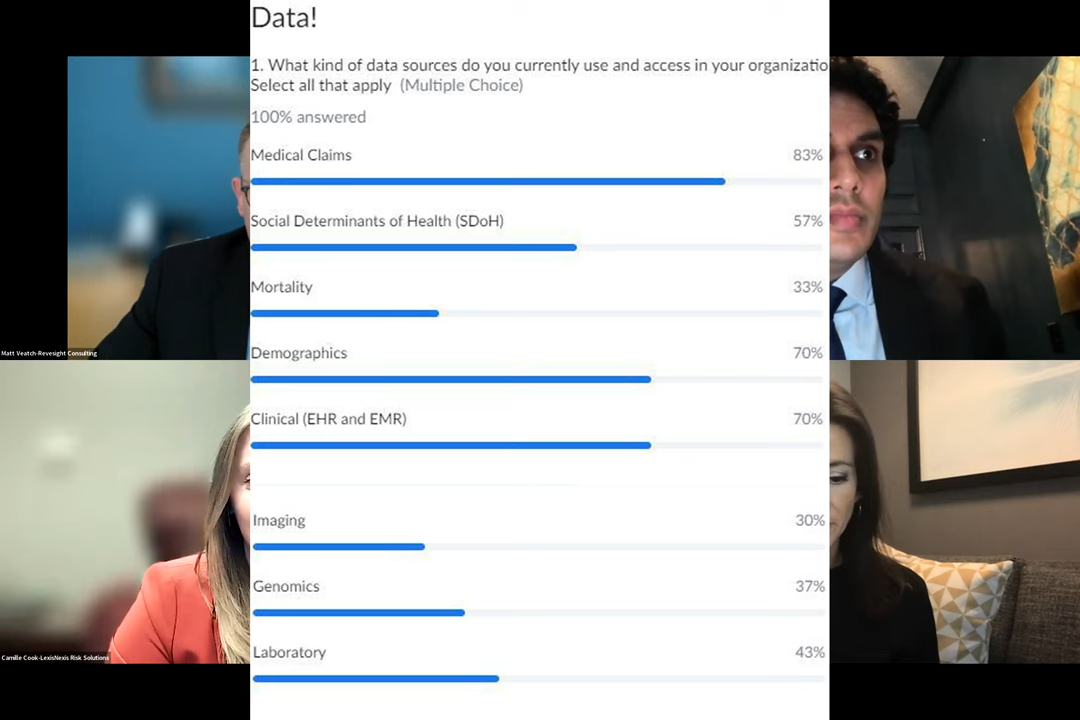 Data!
1. What kind of data sources do you currently use and access in your organizatio
Select all that apply (Multiple Choice)
100% answered
Medical Claims 83%
Social Determinants of Health (SDoH) 57%
Mortality 33%
Demographics 70%
Clinical (EHR and EMR) 70%
Imaging 30%
Genomics 37%
Laboratory 43%
Matt Veatch-Revesight Consulting
Camille Cook-LexisNexis Risk Solutions